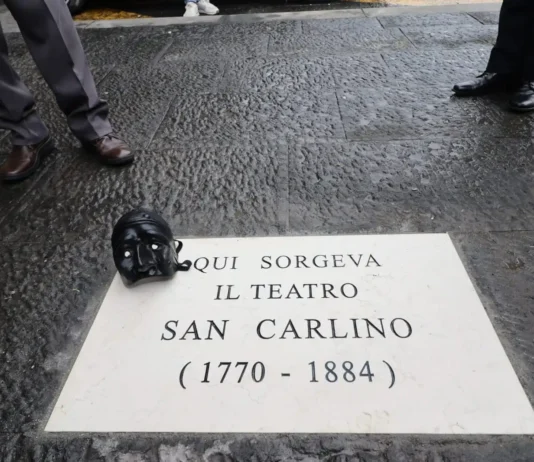 QUI SORGEVA
IL TEATRO
SAN CARLINO
(1770 - 1884)